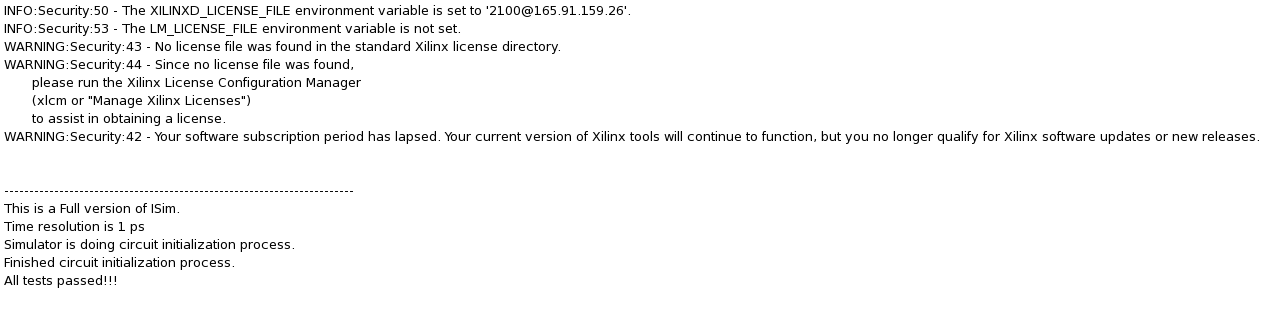 INFO:Security:50 - The XILINXD_LICENSE_FILE environment variable is set to '2100@165.91.159.26'.
INFO:Security:53 - The LM_LICENSE_FILE environment variable is not set.
WARNING:Security:43 - No license file was found in the standard Xilinx license directory.
WARNING:Security:44 - Since no license file was found,
please run the Xilinx License Configuration Manager
(xlcm or "Manage Xilinx Licenses")
to assist in obtaining a license.
WARNING:Security:42 - Your software subscription period has lapsed. Your current version of Xilinx tools will continue to function, but you no longer qualify for Xilinx software updates or new releases.
----------------------------------------------------------------------
This is a Full version of ISim.
Time resolution is 1 ps
Simulator is doing circuit initialization process.
Finished circuit initialization process.
All tests passed!!!